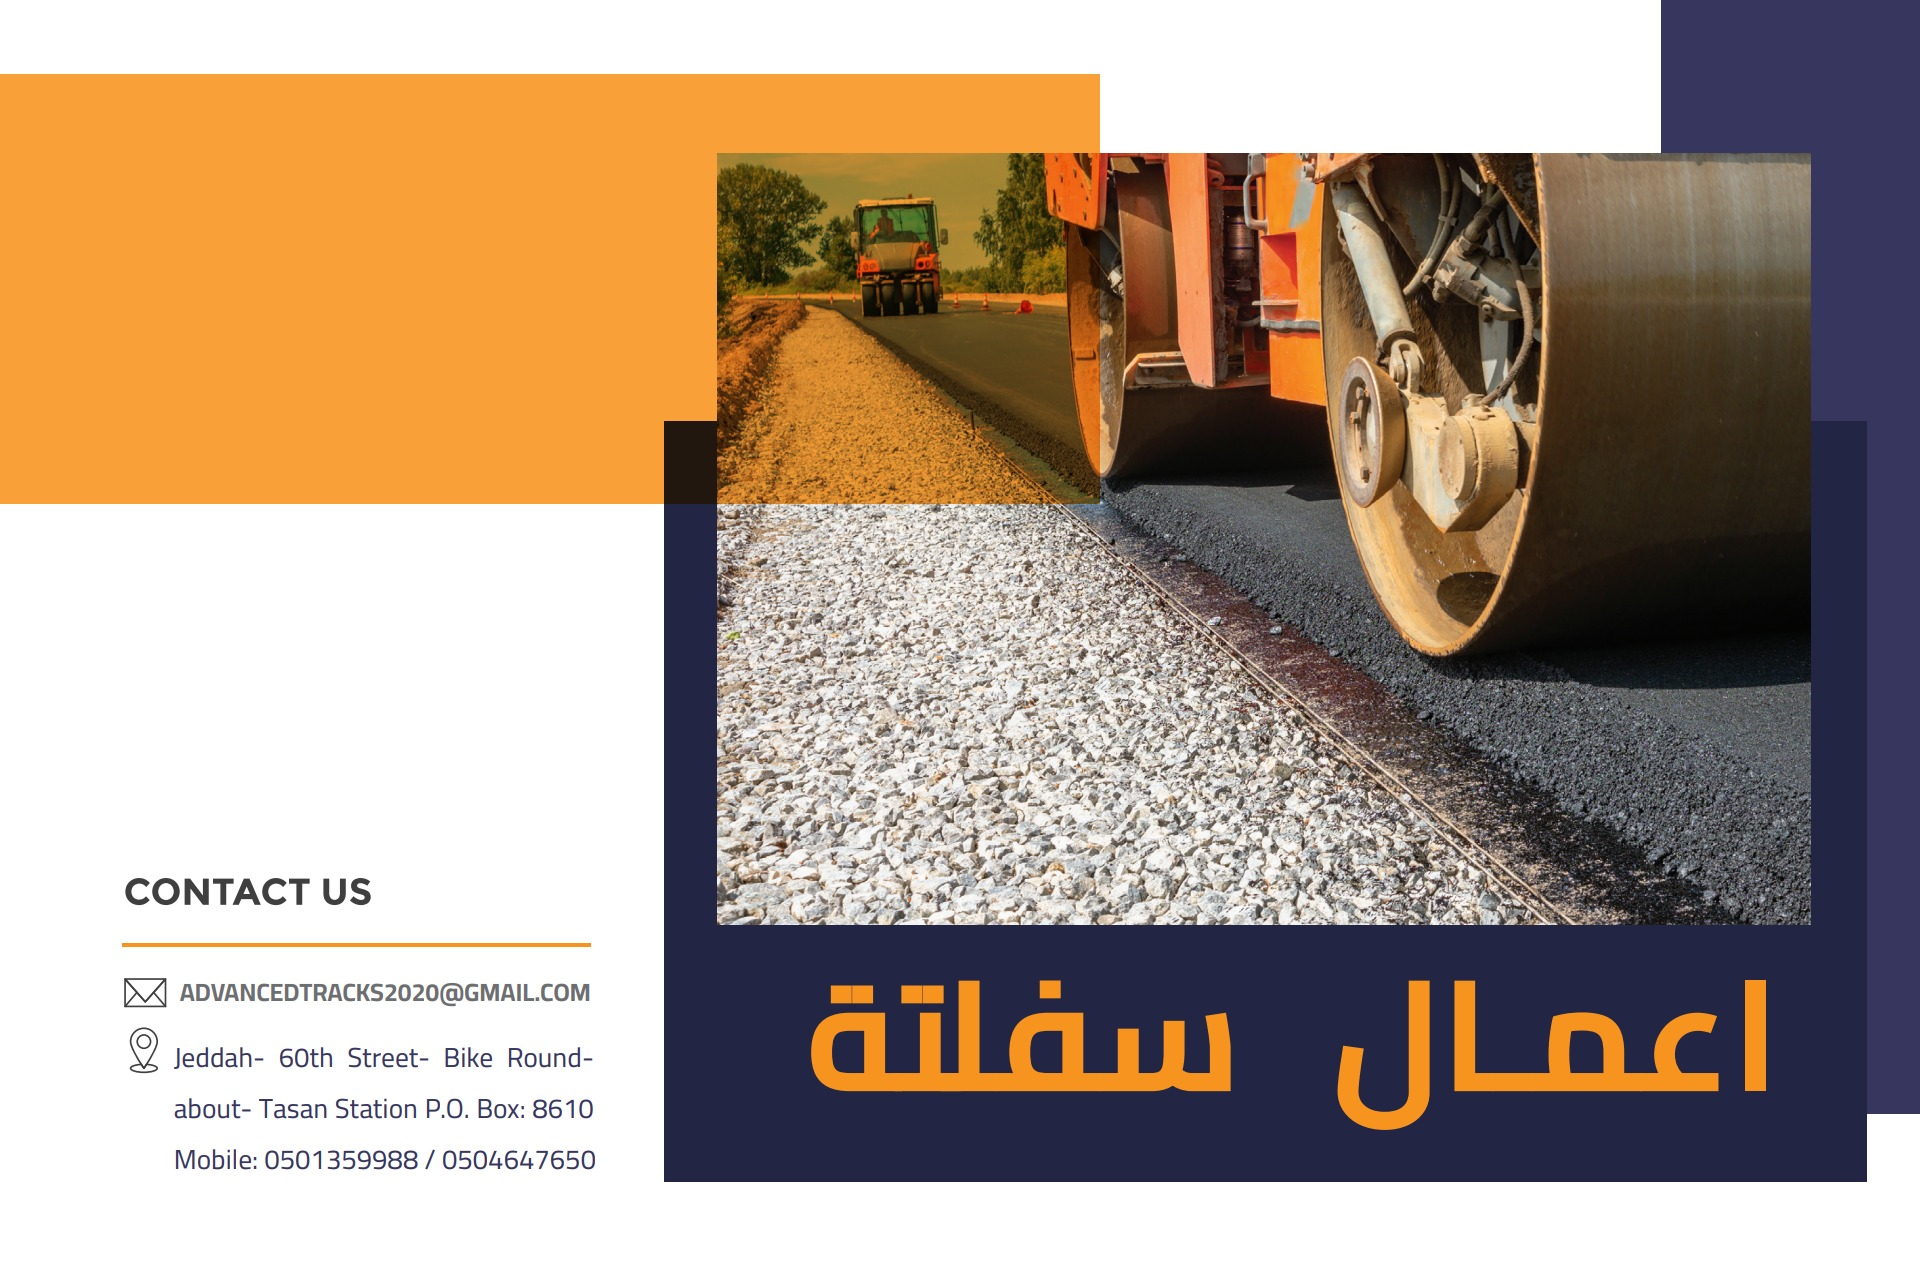 CONTACT US
ADVANCEDTRACKS2020@GMAIL.COM
Jeddah- 60th Street- Bike Round-
about- Tasan Station P.O. Box: 8610
Mobile: 0501359988 / 0504647650
اعمـال سفلتة